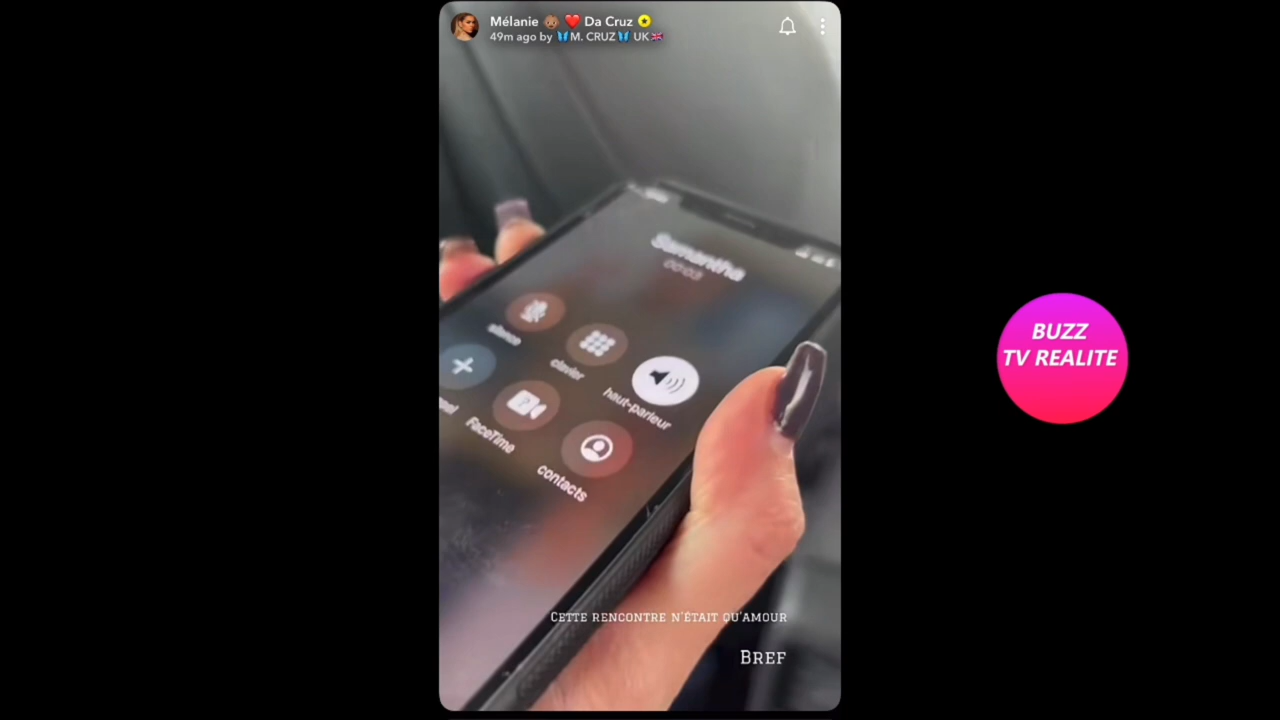 Mélanie 👶🏽 ❤️ Da Cruz
49m ago by 🦋M. CRUZ🦋 UK🇬🇧
Samantha
00:03
silence
clavier
haut-parleur
FaceTime
contacts
BUZZ
TV REALITE
CETTE RENCONTRE N'ÉTAIT QU'AMOUR
BREF